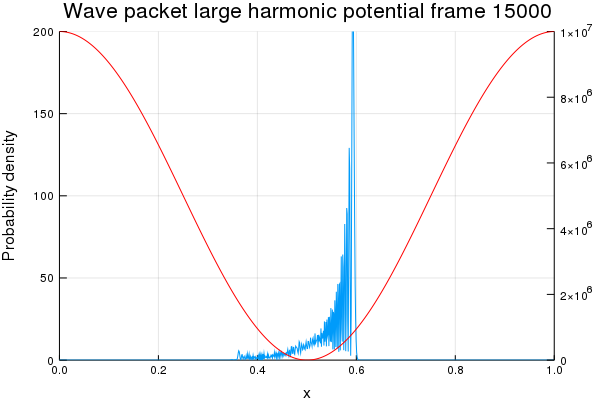 Wave packet large harmonic potential frame 15000
200
150
100
50
0
Probability density
1×10⁷
8×10⁶
6×10⁶
4×10⁶
2×10⁶
0
0.0 0.2 0.4 0.6 0.8 1.0
x